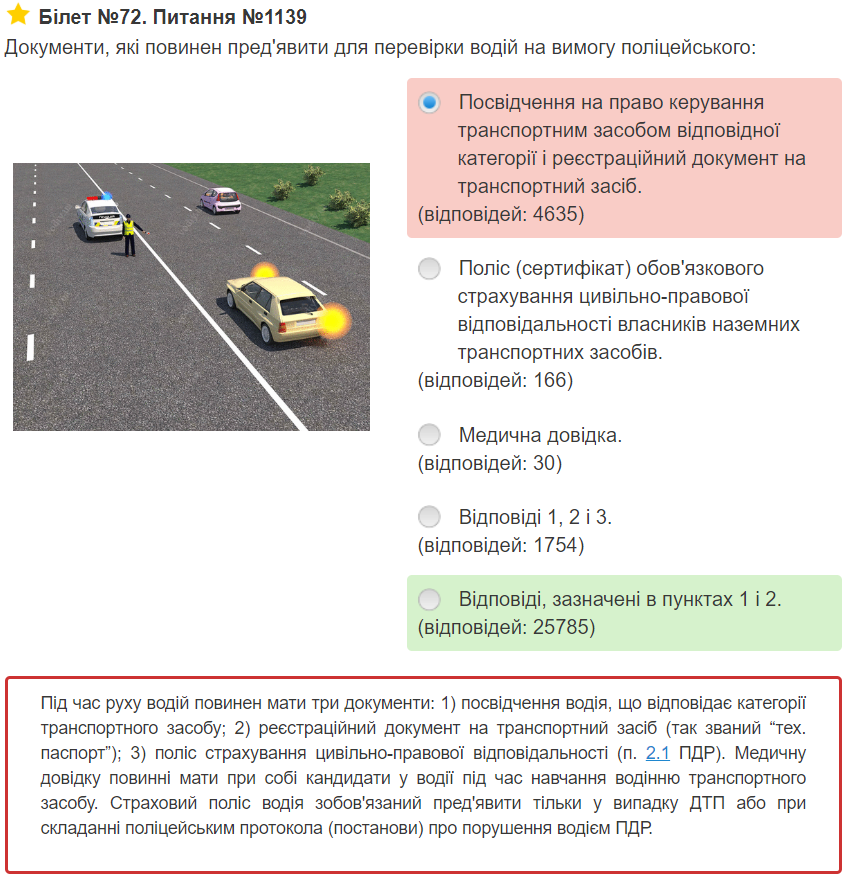 Білет №72. Питання №1139
Документи, які повинен пред'явити для перевірки водій на вимогу поліцейського:
Посвідчення на право керування
транспортним засобом відповідної
категорії і реєстраційний документ на
транспортний засіб.
(відповідей: 4635)
Поліс (сертифікат) обов'язкового
страхування цивільно-правової
відповідальності власників наземних
транспортних засобів.
(відповідей: 166)
Медична довідка.
(відповідей: 30)
Відповіді 1, 2 і 3.
(відповідей: 1754)
Відповіді, зазначені в пунктах 1 і 2.
(відповідей: 25785)
Під час руху водій повинен мати три документи: 1) посвідчення водія, що відповідає категорії
транспортного засобу; 2) реєстраційний документ на транспортний засіб (так званий “тех.
паспорт”); 3) поліс страхування цивільно-правової відповідальності (п. 2.1 ПДР). Медичну
довідку повинні мати при собі кандидати у водії під час навчання водінню транспортного
засобу. Страховий поліс водія зобов'язаний пред'явити тільки у випадку ДТП або при
складанні поліцейським протокола (постанови) про порушення водієм ПДР.